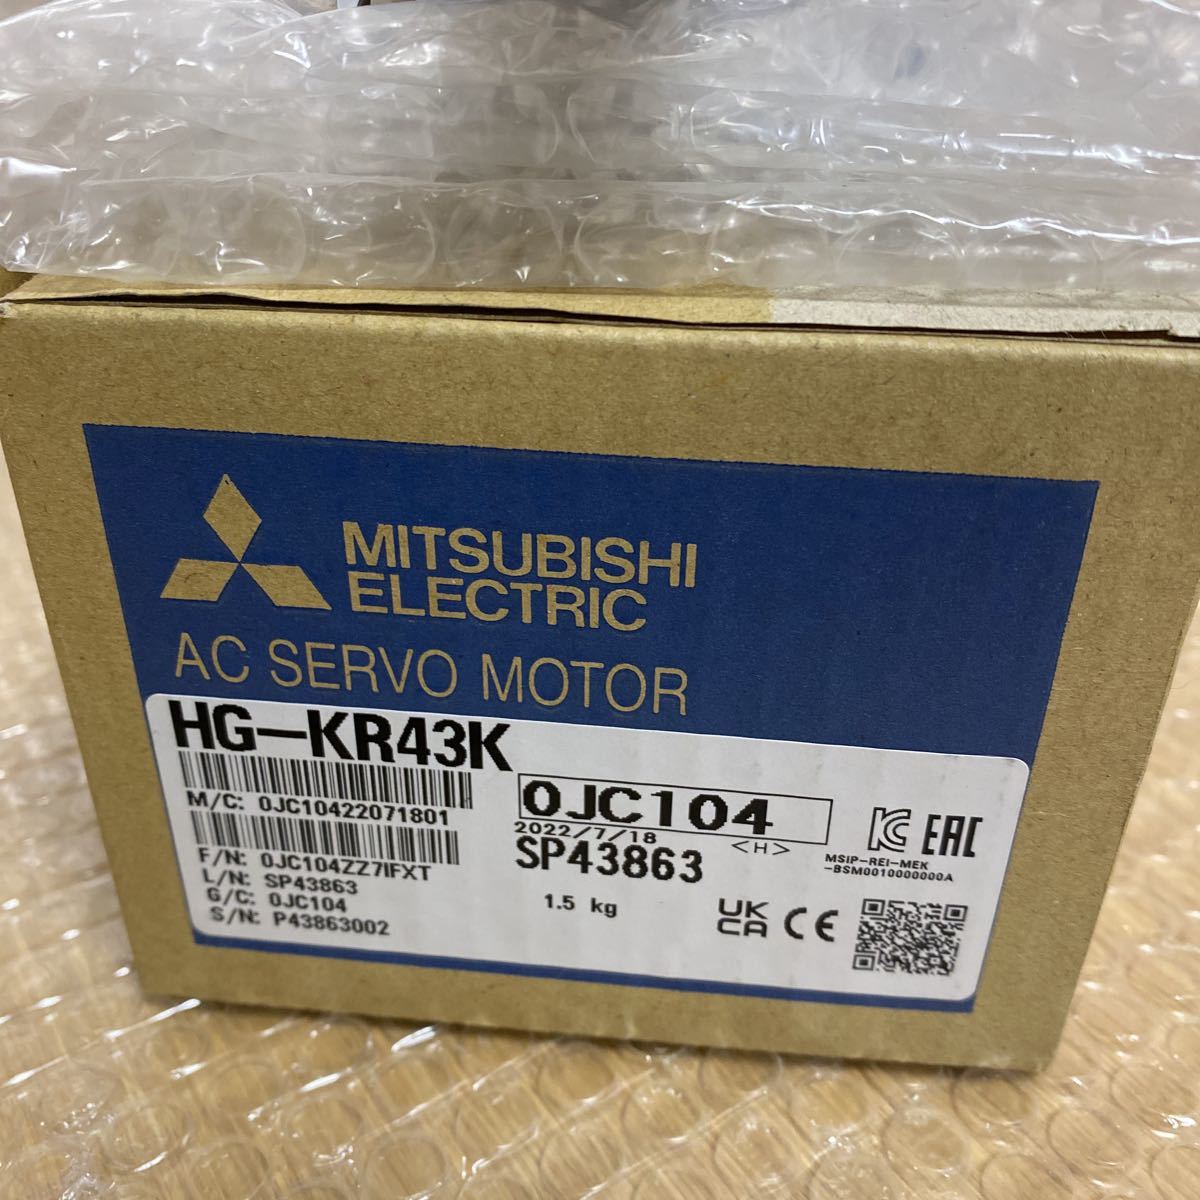 MITSUBISHI
ELECTRIC
AC SERVO MOTOR
HG-KR43K
M/C: 0JC10422071801
F/N: 0JC104ZZ7IFXT
L/N: SP43863
G/C: 0JC104
S/N: P43863002
0JC104
2022/7/18 <H>
SP43863
1.5 kg
KC EAC
MSIP-REI-MEK
-BSM0010000000A
UK
CA CE